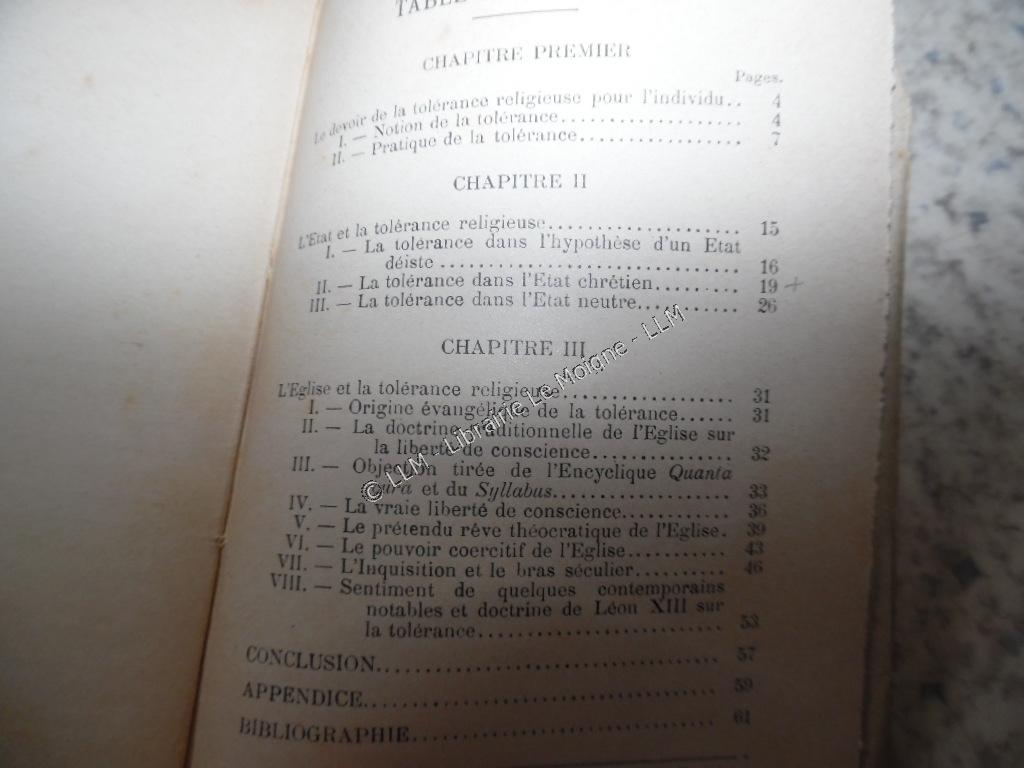 TABLE
CHAPITRE PREMIER
Pages.
Le devoir de la tolérance religieuse pour l'individu.. 4
I. — Notion de la tolérance................... 4
II. — Pratique de la tolérance................. 7
CHAPITRE II
L'Etat et la tolérance religieuse.................... 15
I. — La tolérance dans l'hypothèse d'un Etat
déiste................................ 16
II. — La tolérance dans l'Etat chrétien......... 19 +
III. — La tolérance dans l'Etat neutre........... 26
CHAPITRE III
L'Eglise et la tolérance religieuse.................. 31
I. — Origine évangélique de la tolérance...... 31
II. — La doctrine traditionnelle de l'Eglise sur
la liberté de conscience............... 32
III. — Objection tirée de l'Encyclique Quanta
cura et du Syllabus................... 33
IV. — La vraie liberté de conscience............ 36
V. — Le prétendu rêve théocratique de l'Eglise. 39
VI. — Le pouvoir coercitif de l'Eglise........... 43
VII. — L'Inquisition et le bras séculier.......... 46
VIII. — Sentiment de quelques contemporains
notables et doctrine de Léon XIII sur
la tolérance.......................... 53
CONCLUSION.................................... 57
APPENDICE..................................... 59
BIBLIOGRAPHIE................................. 61
© LLM - Librairie Le Moigne - LLM